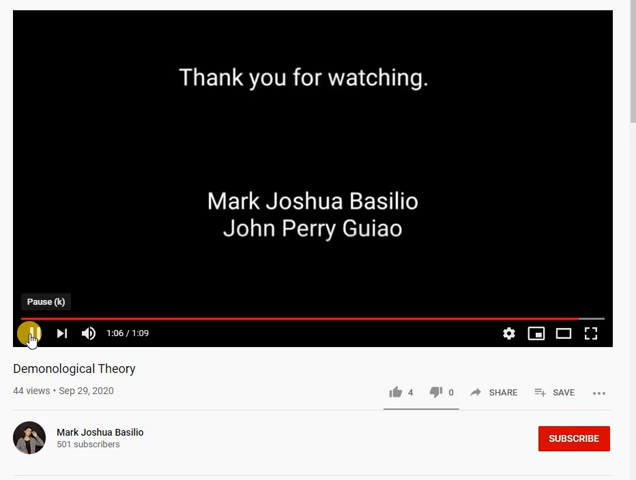 Thank you for watching.
Mark Joshua Basilio
John Perry Guiao
Pause (k)
1:06 / 1:09
Demonological Theory
44 views • Sep 29, 2020
4
0
SHARE
SAVE
Mark Joshua Basilio
501 subscribers
SUBSCRIBE